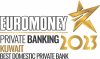 EUROMONEY
PRIVATE BANKING 2023
KUWAIT
BEST DOMESTIC PRIVATE BANK